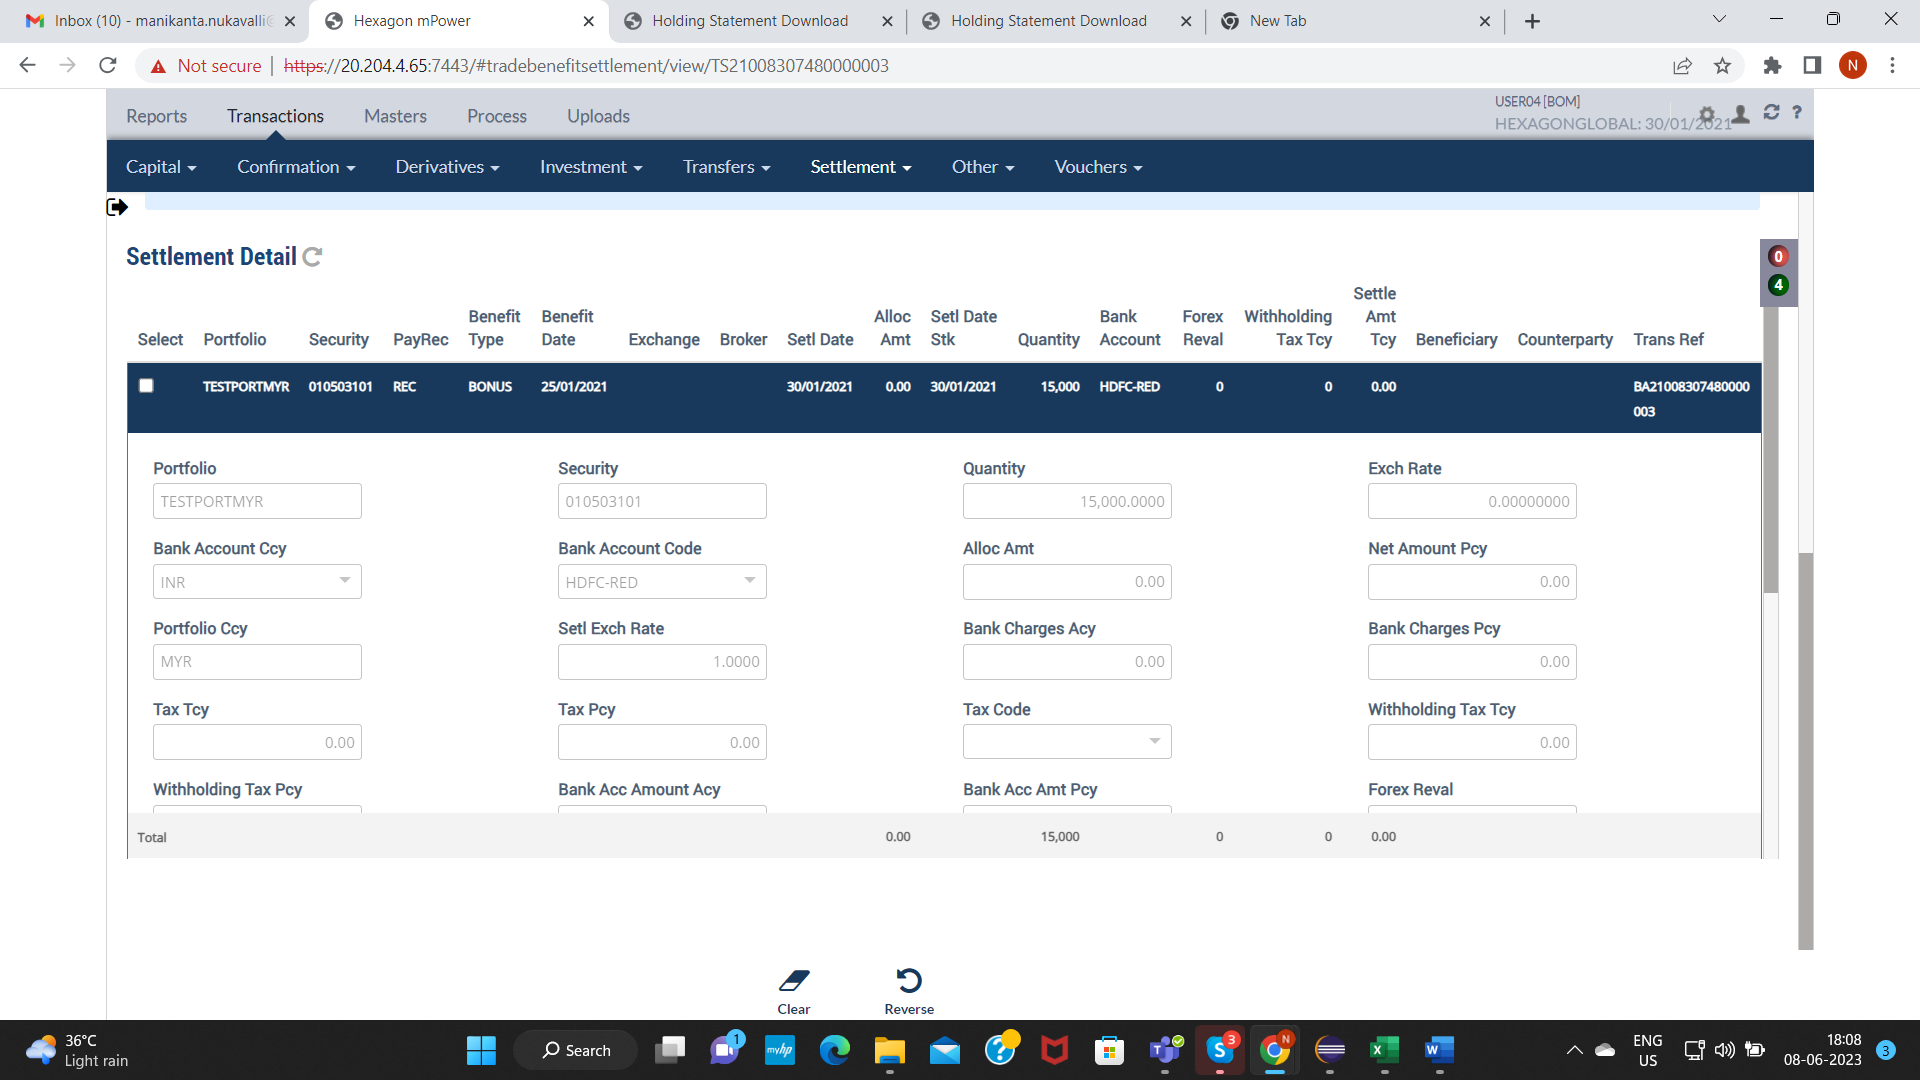 Inbox (10) - manikanta.nukavalli@
Hexagon mPower
Holding Statement Download
Holding Statement Download
New Tab
Not secure | https://20.204.4.65:7443/#tradebenefitsettlement/view/TS21008307480000003
N
Reports Transactions Masters Process Uploads
USER04 [BOM]
HEXAGONGLOBAL: 30/01/2021
?
Capital Confirmation Derivatives Investment Transfers Settlement Other Vouchers
Settlement Detail
0
4
Select Portfolio Security PayRec Benefit Type Benefit Date Exchange Broker Setl Date Alloc Amt Setl Date Stk Quantity Bank Account Forex Reval Withholding Tax Tcy Settle Amt Tcy Beneficiary Counterparty Trans Ref
TESTPORTMYR 010503101 REC BONUS 25/01/2021 30/01/2021 0.00 30/01/2021 15,000 HDFC-RED 0 0 0.00 BA21008307480000
003
Portfolio Security Quantity Exch Rate
TESTPORTMYR 010503101 15,000.0000 0.00000000
Bank Account Ccy Bank Account Code Alloc Amt Net Amount Pcy
INR HDFC-RED 0.00 0.00
Portfolio Ccy Setl Exch Rate Bank Charges Acy Bank Charges Pcy
MYR 1.0000 0.00 0.00
Tax Tcy Tax Pcy Tax Code Withholding Tax Tcy
0.00 0.00 0.00
Withholding Tax Pcy Bank Acc Amount Acy Bank Acc Amt Pcy Forex Reval
Total 0.00 15,000 0 0 0.00
Clear Reverse
36°C
Light rain
Search
1
myhp
T
S
3
N
X
W
ENG
US
18:08
08-06-2023
3